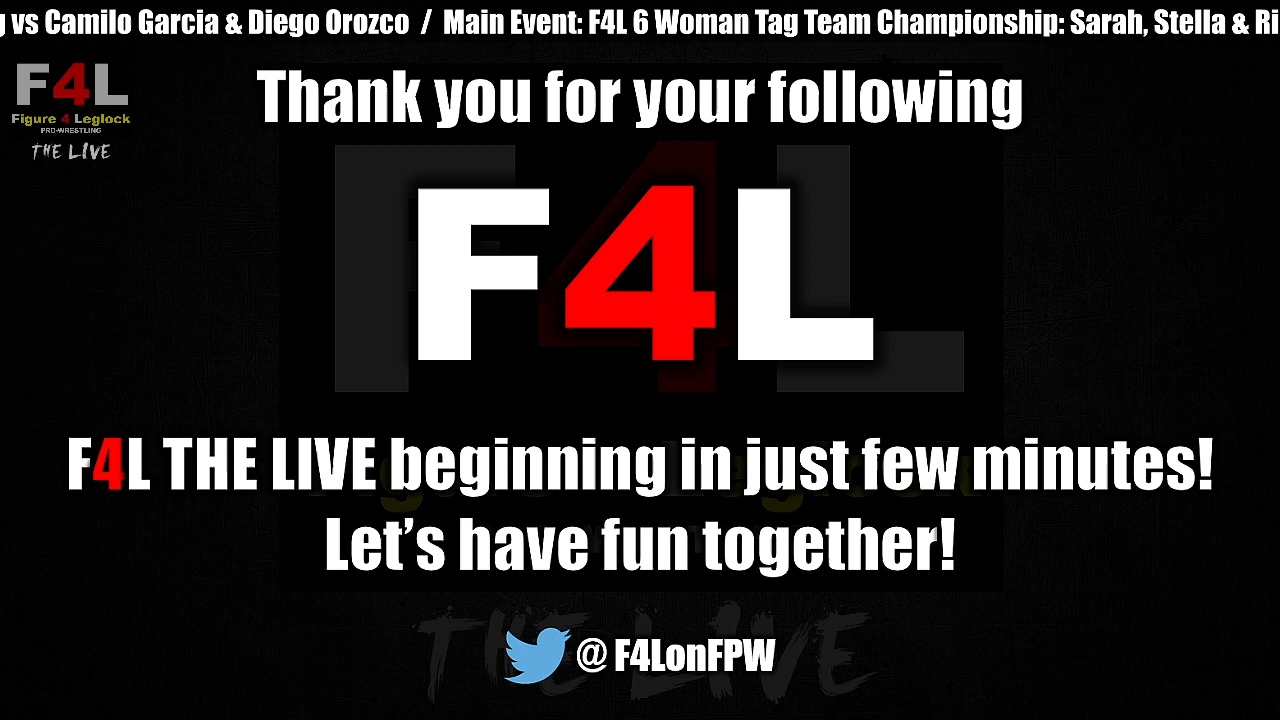 vs Camilo Garcia & Diego Orozco / Main Event: F4L 6 Woman Tag Team Championship: Sarah, Stella &
F4L
Figure 4 Leglock
PRO-WRESTLING
THE LIVE
Thank you for your following
F4L
F4L THE LIVE beginning in just few minutes!
Let's have fun together!
THE LIVE
@ F4LonFPW